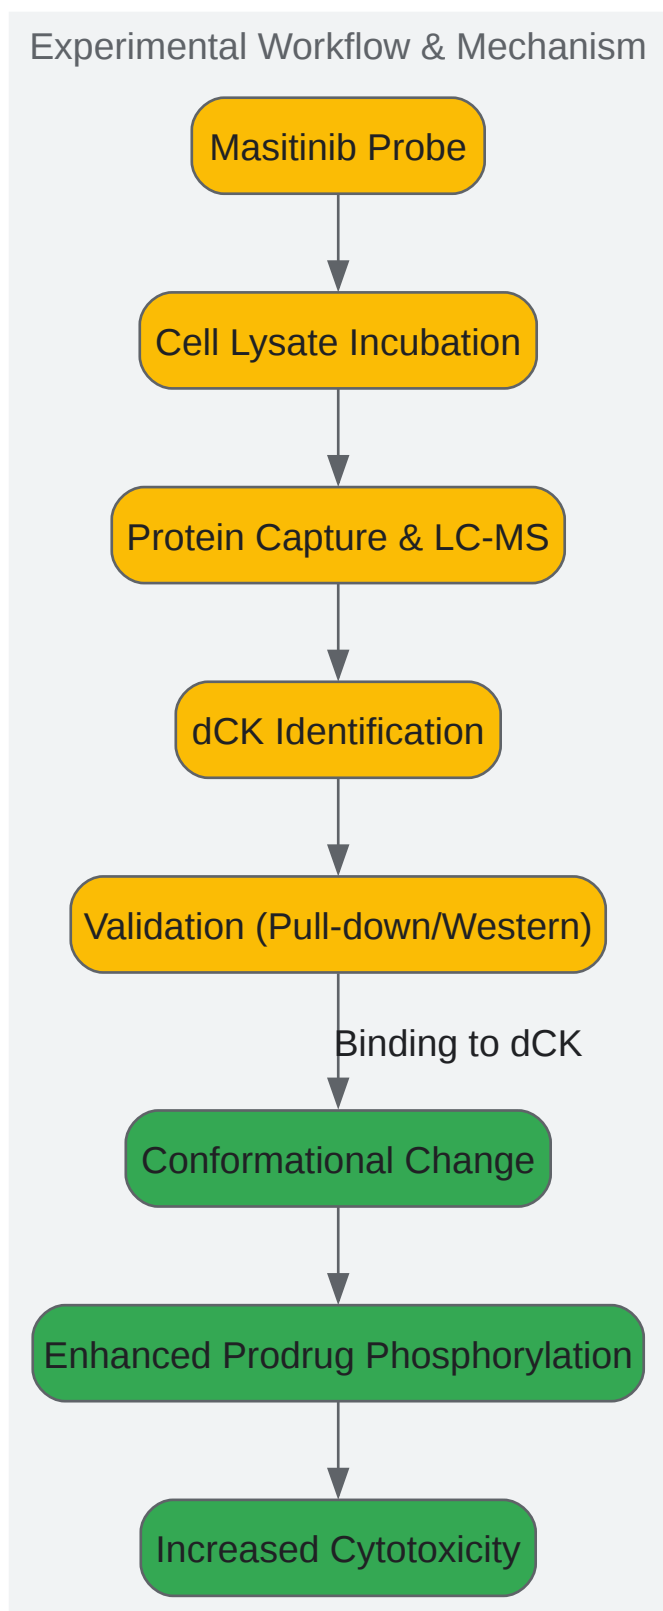 Experimental Workflow & Mechanism
Masitinib Probe
Cell Lysate Incubation
Protein Capture & LC-MS
dCK Identification
Validation (Pull-down/Western)
Binding to dCK
Conformational Change
Enhanced Prodrug Phosphorylation
Increased Cytotoxicity